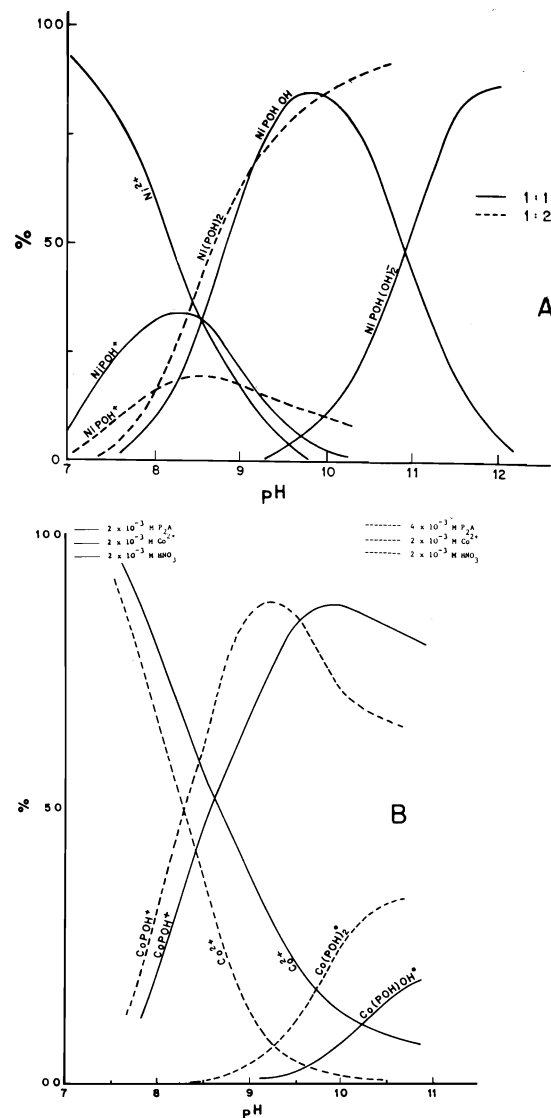 100
50
0
%
7
8
9
10
11
12
PH
Ni2+
NiPOH+
NiPOH+
Ni(POH)2
NiPOH OH
NiPOH(OH)2-
1:1
1:2
A
2 x 10-3 M P2A
2 x 10-3 M Co2+
2 x 10-3 M HNO3
4 x 10-3 M P2A
2 x 10-3 M Co2+
2 x 10-3 M HNO3
100
50
00
%
7
8
9
10
11
PH
CoPOH+
CoPOH+
Co2+
Co2+
Co(POH)2°
Co(POH)OH°
B